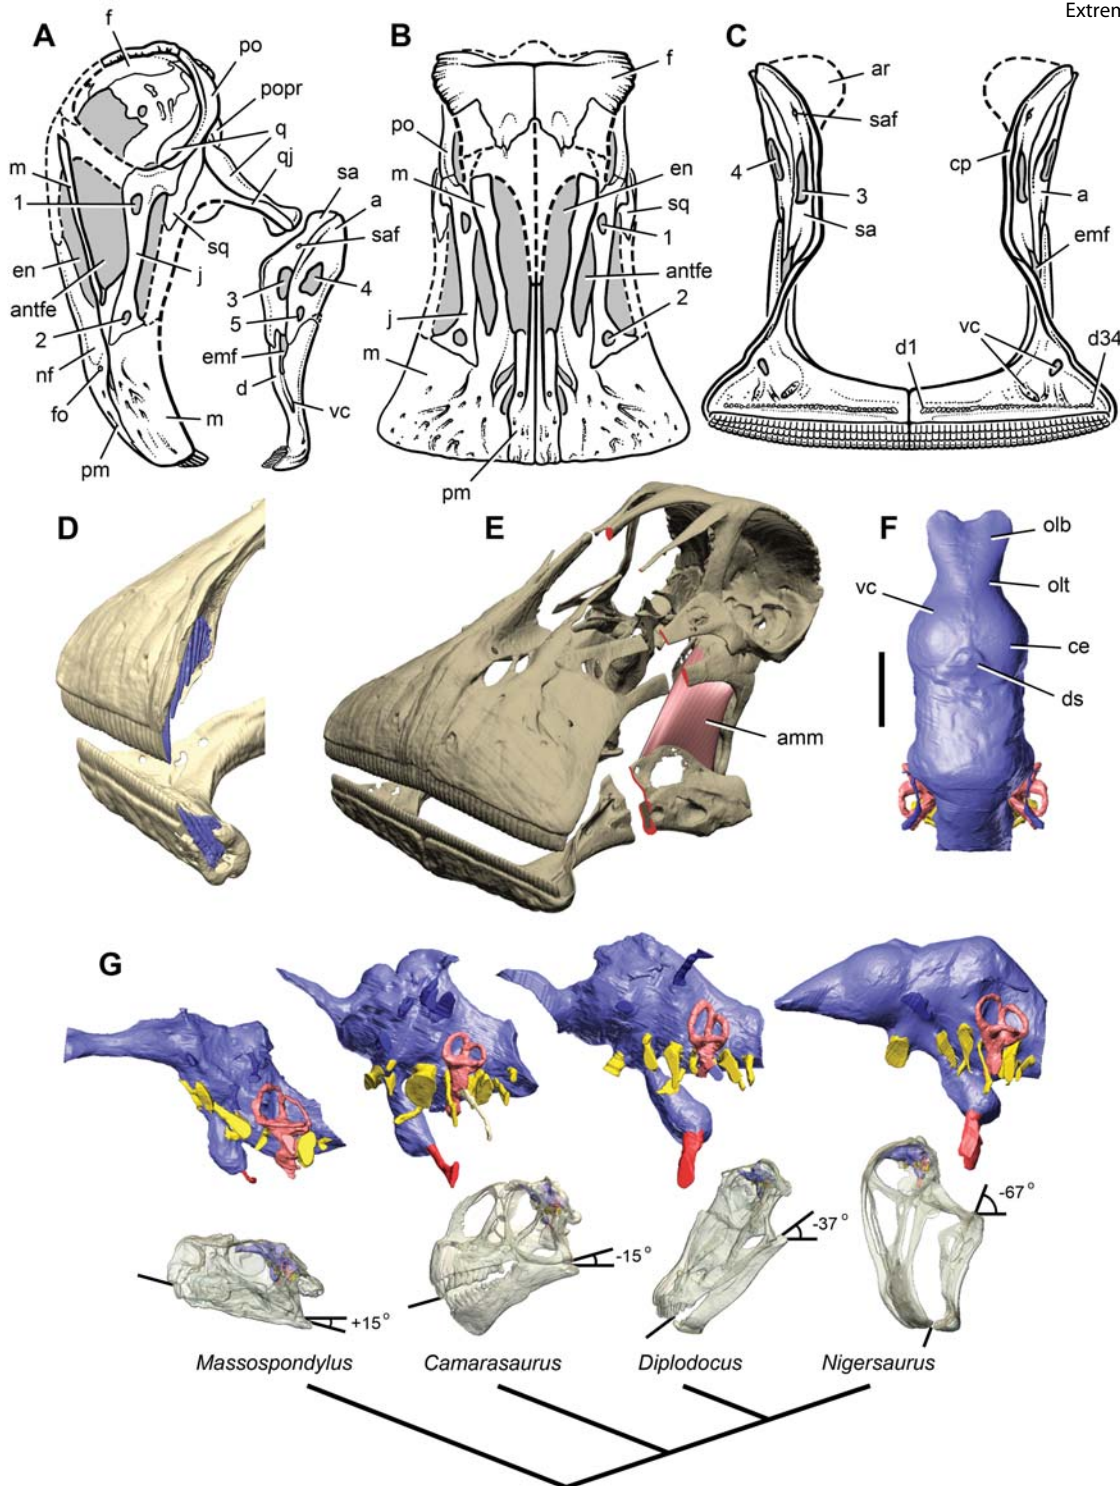 Extren
A
f
po
popr
q
qj
m
1
en
antfe
2
nf
fo
pm
sq
j
m
sa
a
saf
3
4
5
emf
d
vc
B
f
po
m
en
sq
1
antfe
2
j
m
pm
C
ar
saf
cp
4
3
sa
a
emf
vc
d1
d34
D
E
amm
F
olb
olt
vc
ce
ds
G
+15°
-15°
-37°
-67°
Massospondylus
Camarasaurus
Diplodocus
Nigersaurus